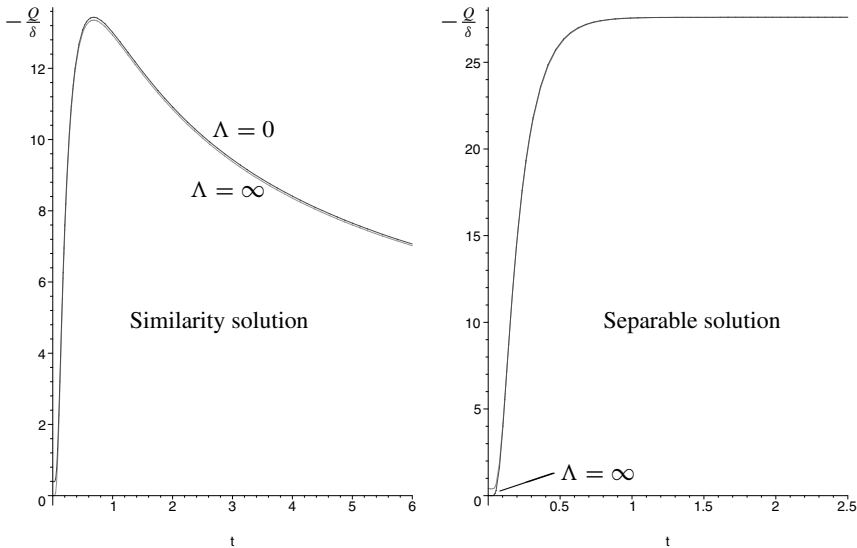 − Q/δ
12
10
8
6
4
2
0
1 2 3 4 5 6
t
Λ = 0
Λ = ∞
Similarity solution
− Q/δ
25
20
15
10
5
0
0.5 1 1.5 2 2.5
t
Λ = ∞
Separable solution